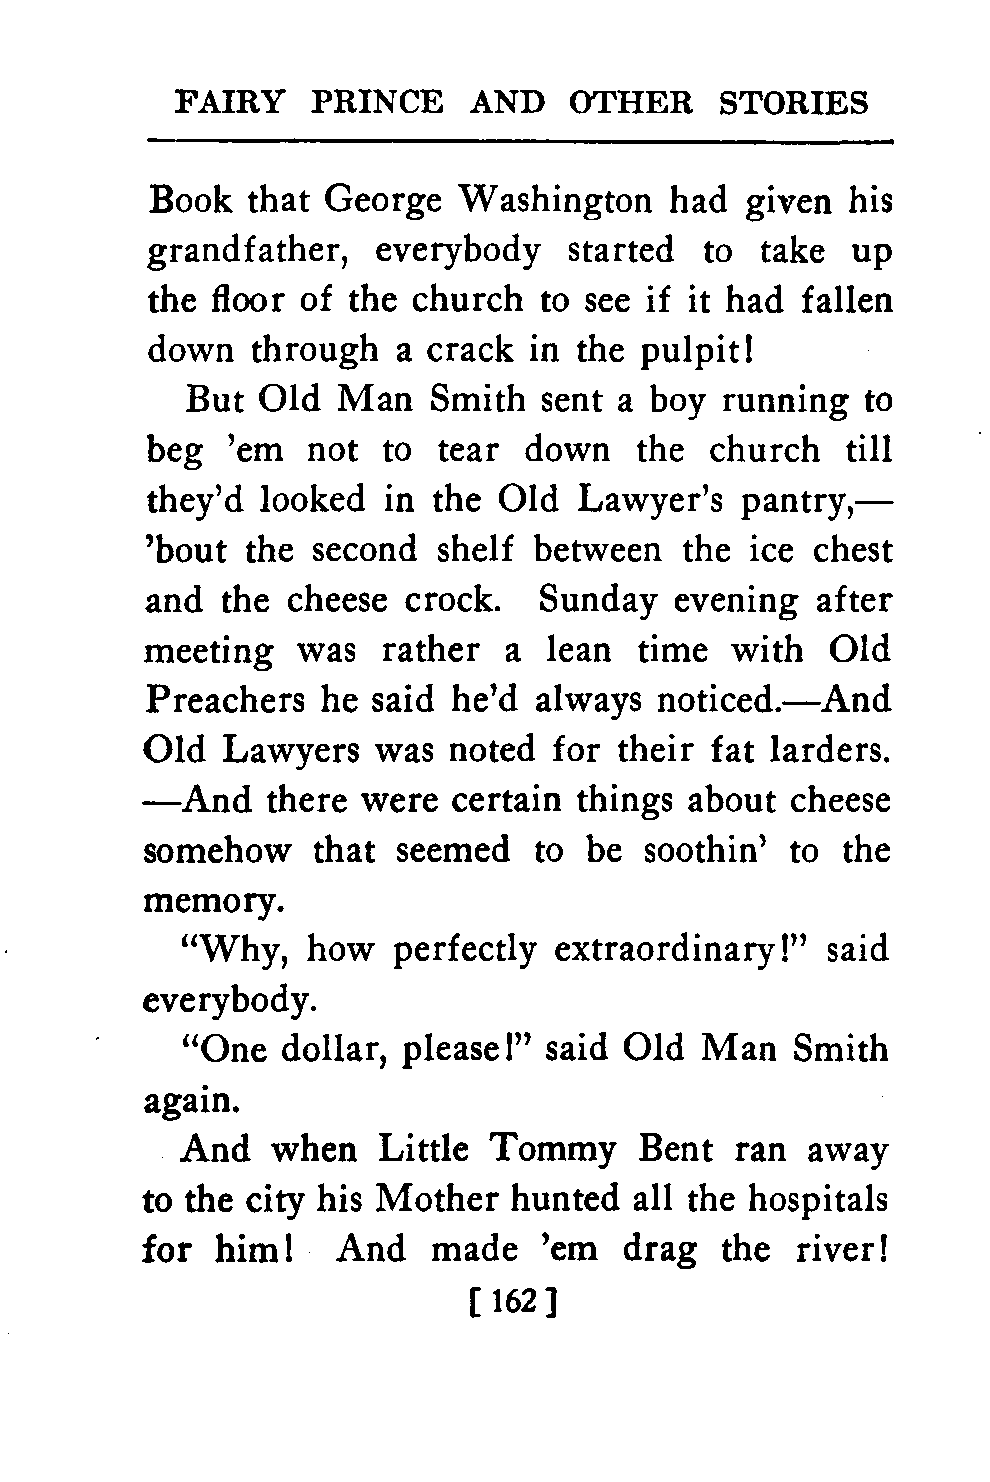 FAIRY PRINCE AND OTHER STORIES
Book that George Washington had given his
grandfather, everybody started to take up
the floor of the church to see if it had fallen
down through a crack in the pulpit!
But Old Man Smith sent a boy running to
beg ’em not to tear down the church till
they’d looked in the Old Lawyer’s pantry,—
’bout the second shelf between the ice chest
and the cheese crock. Sunday evening after
meeting was rather a lean time with Old
Preachers he said he’d always noticed.—And
Old Lawyers was noted for their fat larders.
—And there were certain things about cheese
somehow that seemed to be soothin’ to the
memory.
“Why, how perfectly extraordinary!” said
everybody.
“One dollar, please!” said Old Man Smith
again.
And when Little Tommy Bent ran away
to the city his Mother hunted all the hospitals
for him! And made ’em drag the river!
[ 162 ]